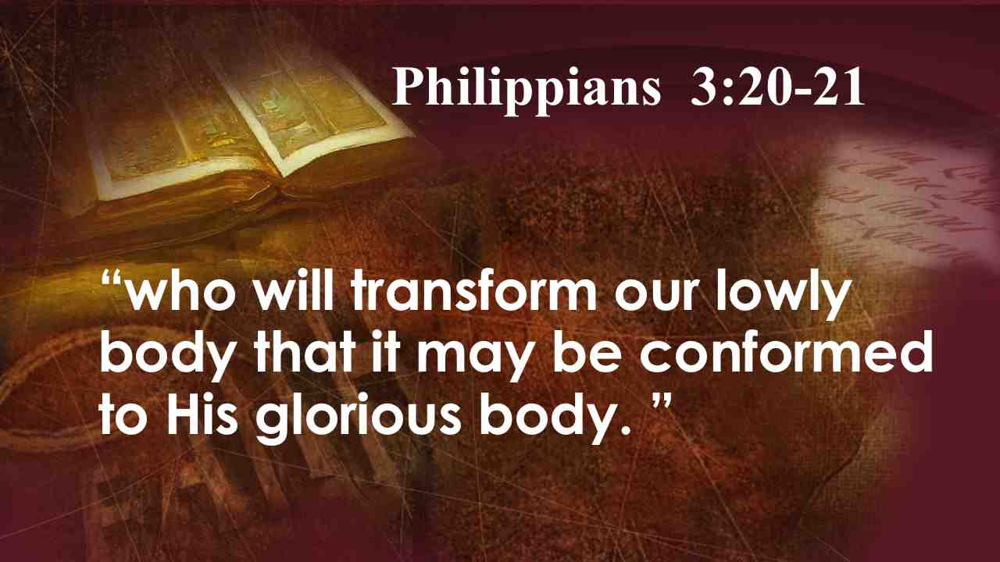 Philippians 3:20-21
“who will transform our lowly
body that it may be conformed
to His glorious body. ”